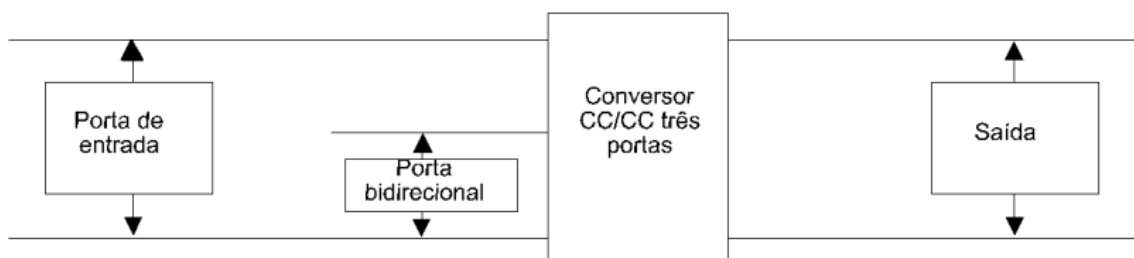 Porta de
entrada
Porta
bidirecional
Conversor
CC/CC três
portas
Saída